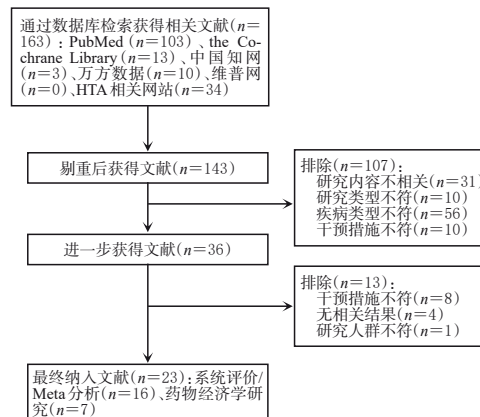 通过数据库检索获得相关文献(n=
163)：PubMed(n=103)、the Co-
chrane Library(n=13)、中国知网
(n=3)、万方数据(n=10)、维普网
(n=0)、HTA相关网站(n=34)
剔重后获得文献(n=143)
排除(n=107)：
研究内容不相关(n=31)
研究类型不符(n=10)
疾病类型不符(n=56)
干预措施不符(n=10)
进一步获得文献(n=36)
排除(n=13)：
干预措施不符(n=8)
无相关结果(n=4)
研究人群不符(n=1)
最终纳入文献(n=23)：系统评价/
Meta分析(n=16)、药物经济学研
究(n=7)